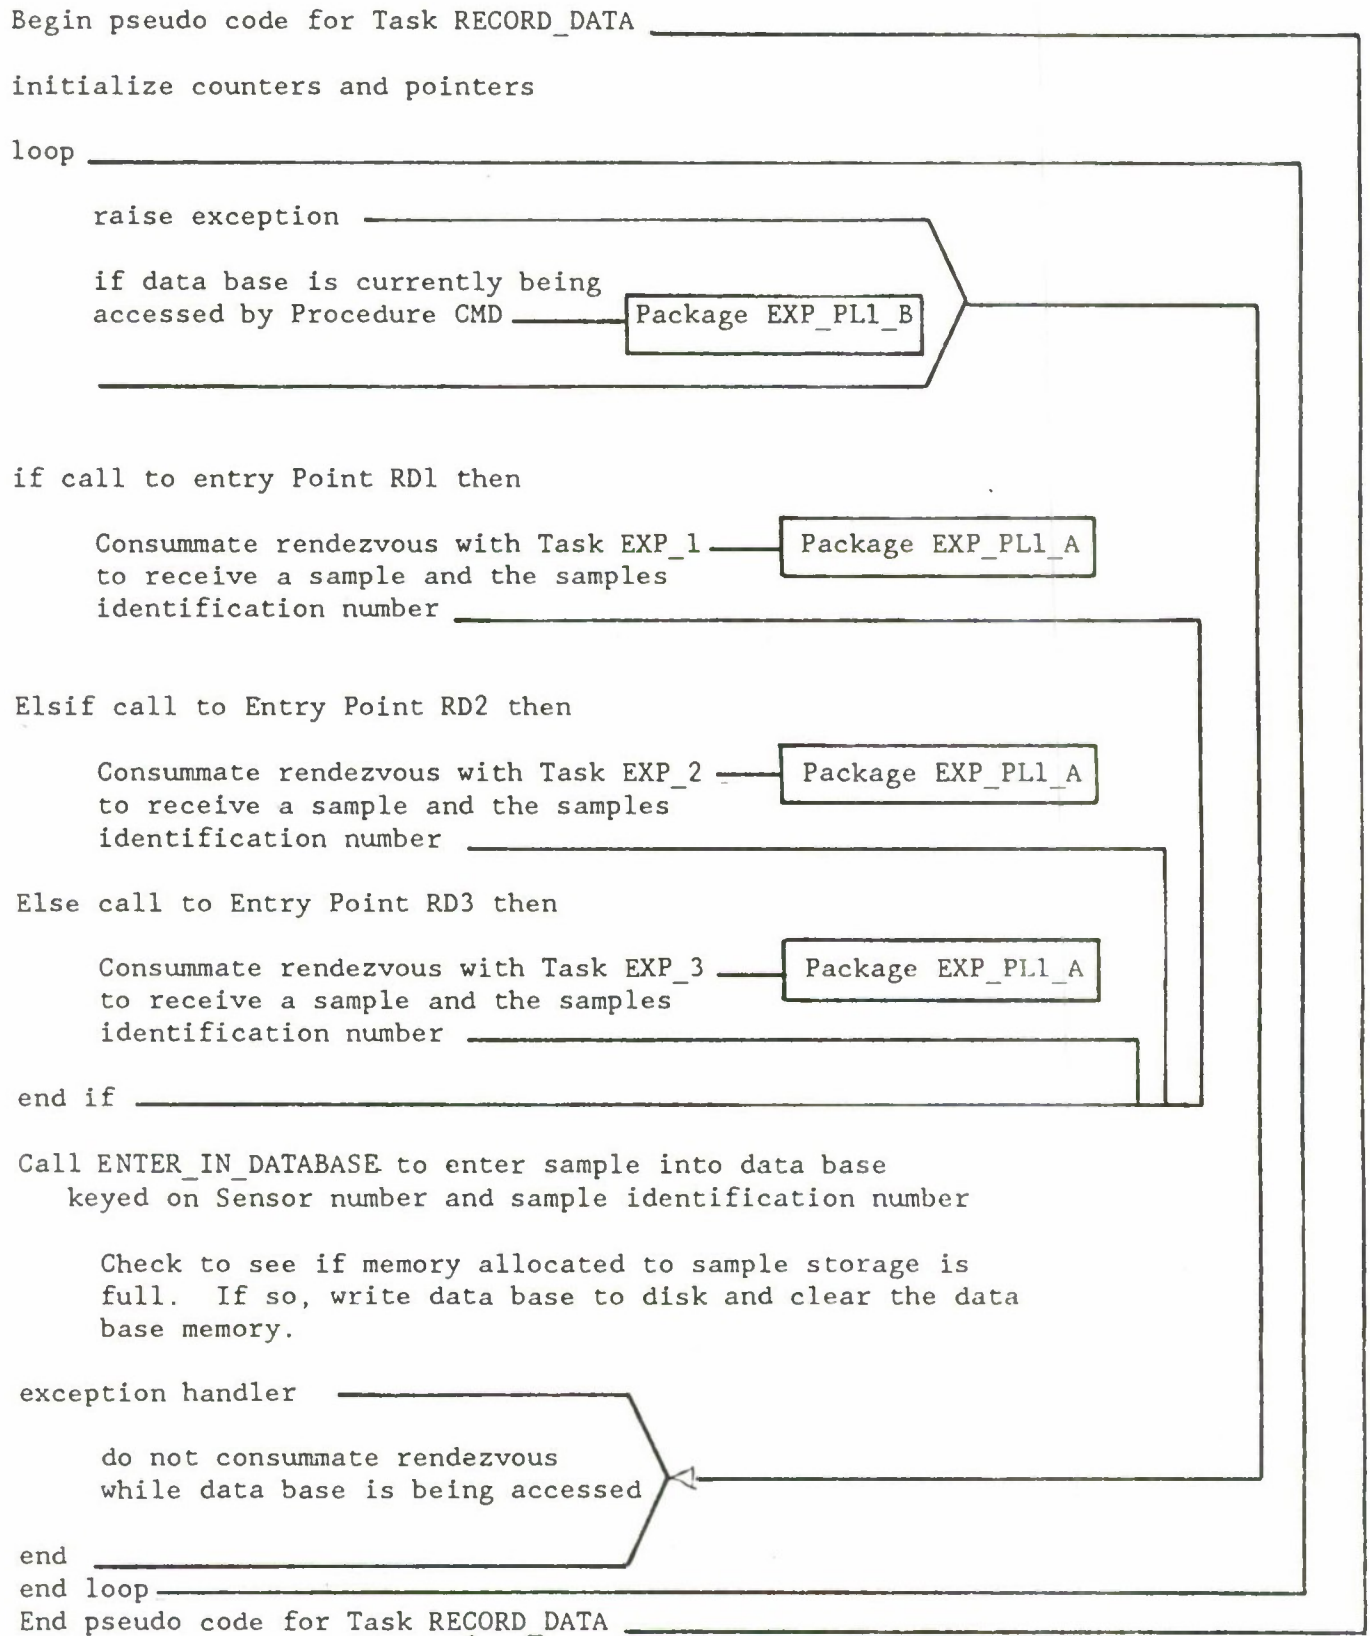 Begin pseudo code for Task RECORD_DATA
initialize counters and pointers
loop
raise exception
if data base is currently being
accessed by Procedure CMD Package EXP_PL1_B
if call to entry Point RD1 then
Consummate rendezvous with Task EXP_1 Package EXP_PL1_A
to receive a sample and the samples
identification number
Elsif call to Entry Point RD2 then
Consummate rendezvous with Task EXP_2 Package EXP_PL1_A
to receive a sample and the samples
identification number
Else call to Entry Point RD3 then
Consummate rendezvous with Task EXP_3 Package EXP_PL1_A
to receive a sample and the samples
identification number
end if
Call ENTER_IN_DATABASE to enter sample into data base
keyed on Sensor number and sample identification number
Check to see if memory allocated to sample storage is
full. If so, write data base to disk and clear the data
base memory.
exception handler
do not consummate rendezvous
while data base is being accessed
end
end loop
End pseudo code for Task RECORD_DATA